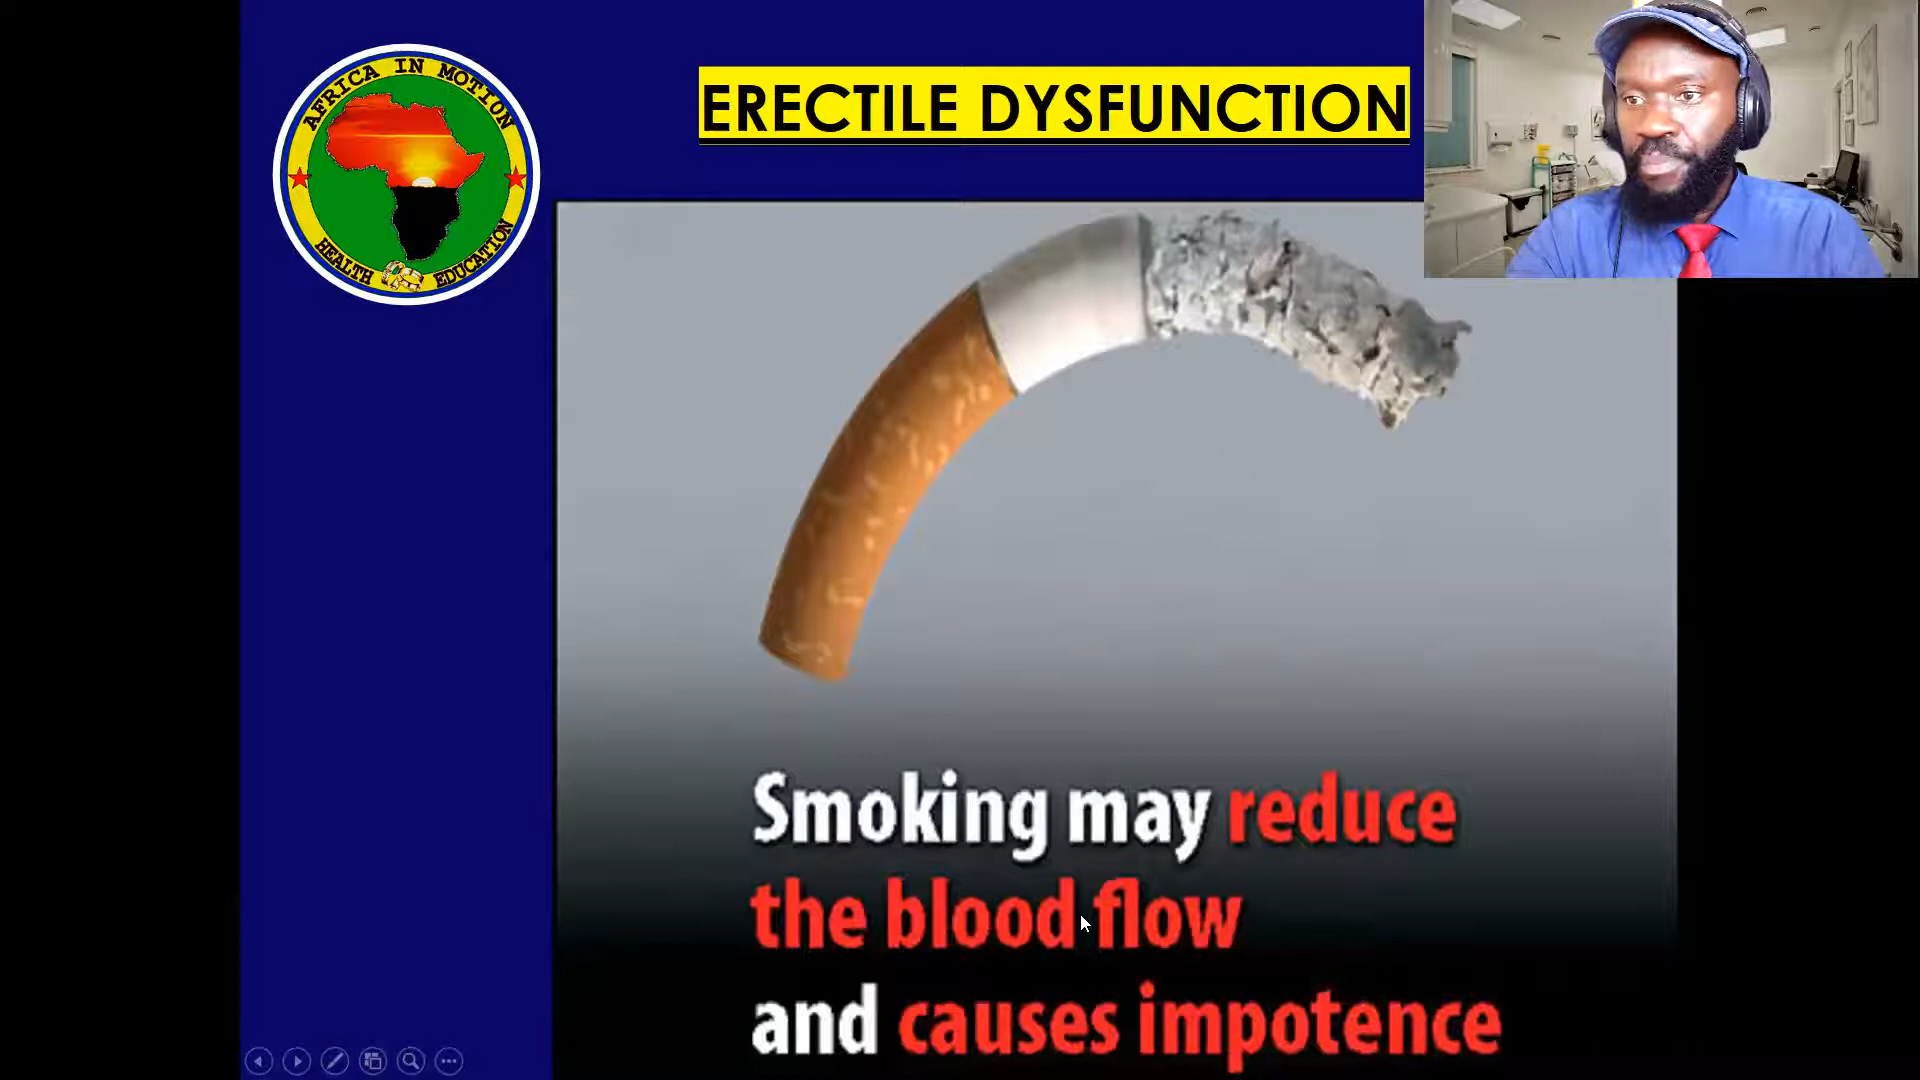 AFRICA IN MOTION
HEALTH EDUCATION
ERECTILE DYSFUNCTION
Smoking may reduce
the blood flow
and causes impotence